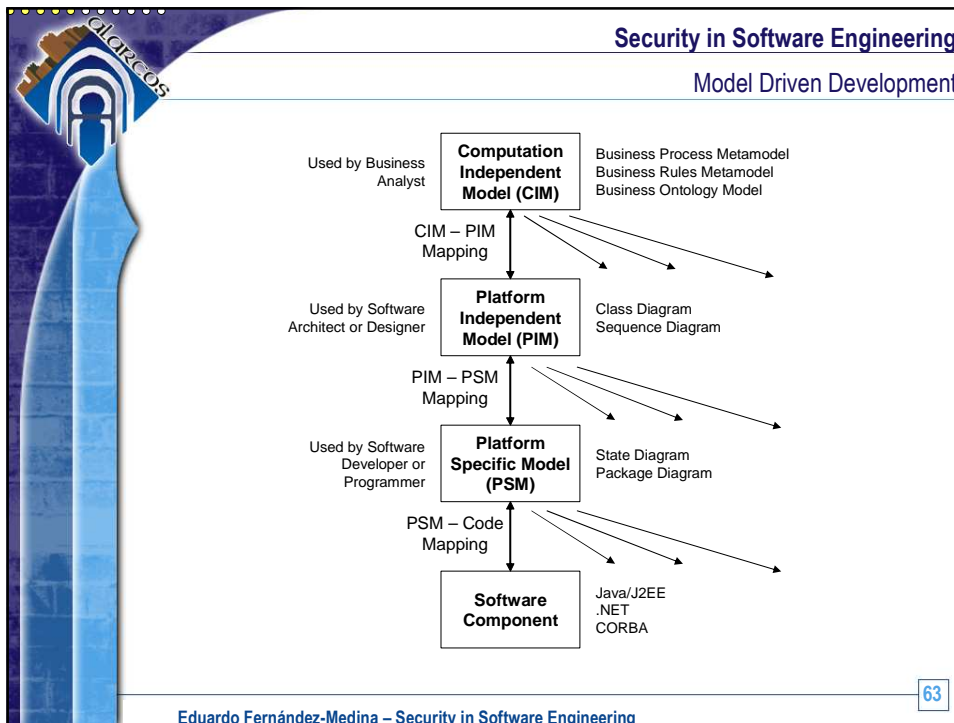 alarcos
Security in Software Engineering
Model Driven Development
Used by Business
Analyst
Computation
Independent
Model (CIM)
Business Process Metamodel
Business Rules Metamodel
Business Ontology Model
CIM – PIM
Mapping
Used by Software
Architect or Designer
Platform
Independent
Model (PIM)
Class Diagram
Sequence Diagram
PIM – PSM
Mapping
Used by Software
Developer or
Programmer
Platform
Specific Model
(PSM)
State Diagram
Package Diagram
PSM – Code
Mapping
Software
Component
Java/J2EE
.NET
CORBA
63
Eduardo Fernández-Medina – Security in Software Engineering